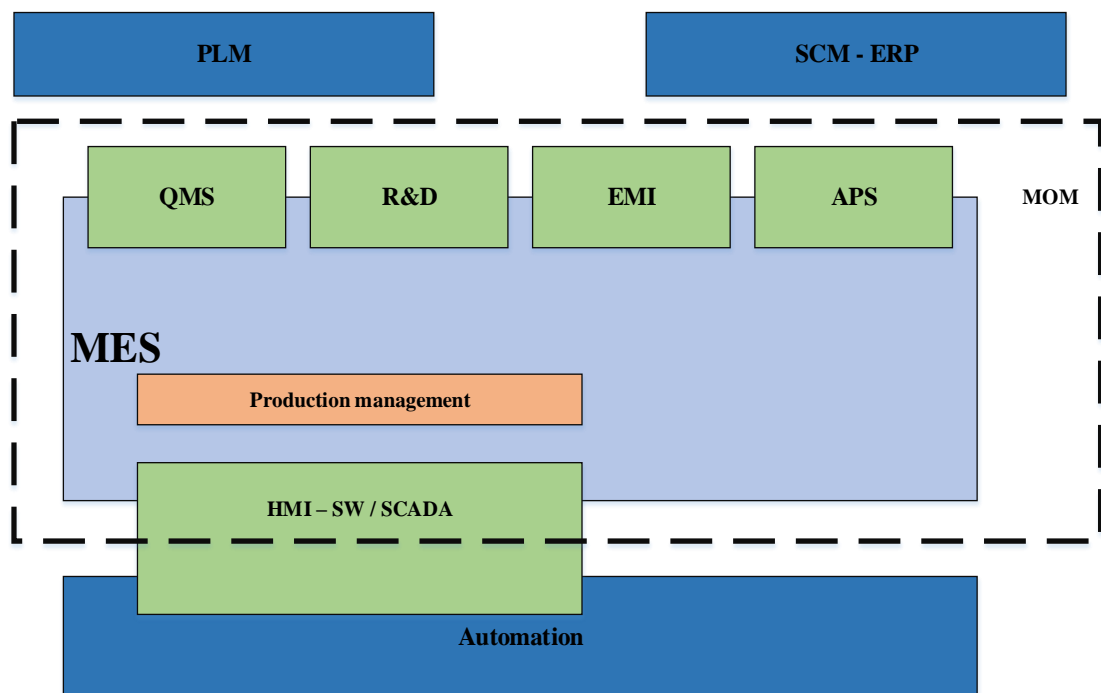 PLM
SCM - ERP
QMS
R&D
EMI
APS
MOM
MES
Production management
HMI – SW / SCADA
Automation